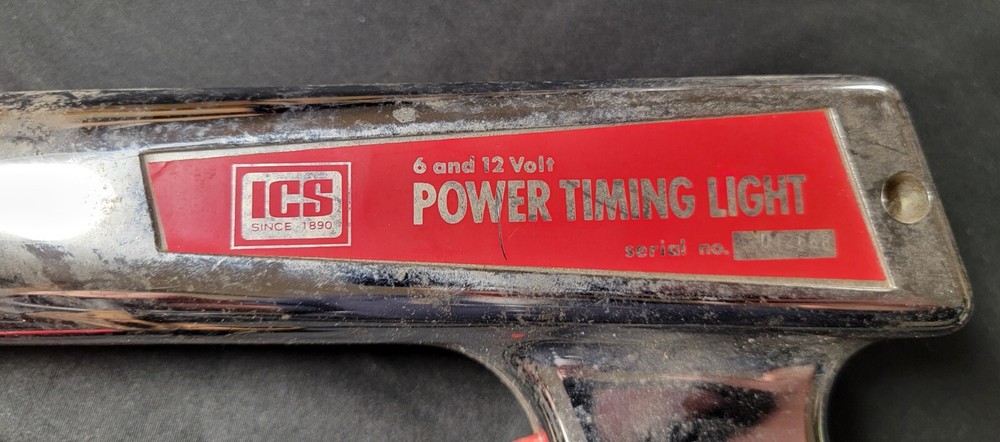 ICS
SINCE 1890
6 and 12 Volt
POWER TIMING LIGHT
serial no.